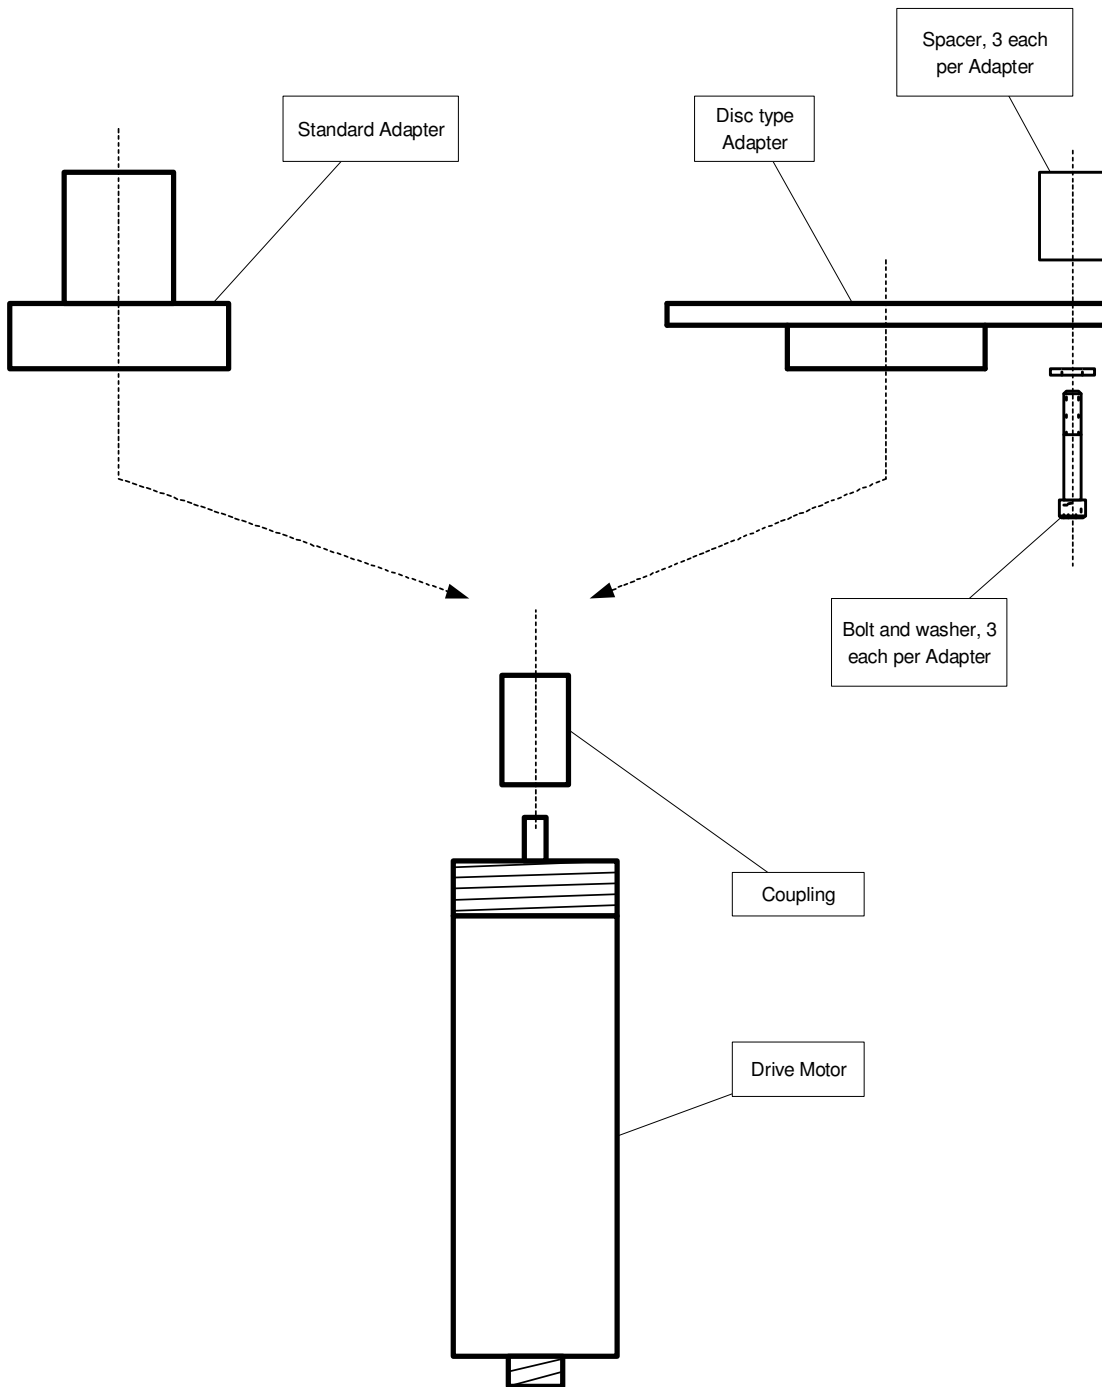 Spacer, 3 each
per Adapter
Standard Adapter
Disc type
Adapter
Bolt and washer, 3
each per Adapter
Coupling
Drive Motor